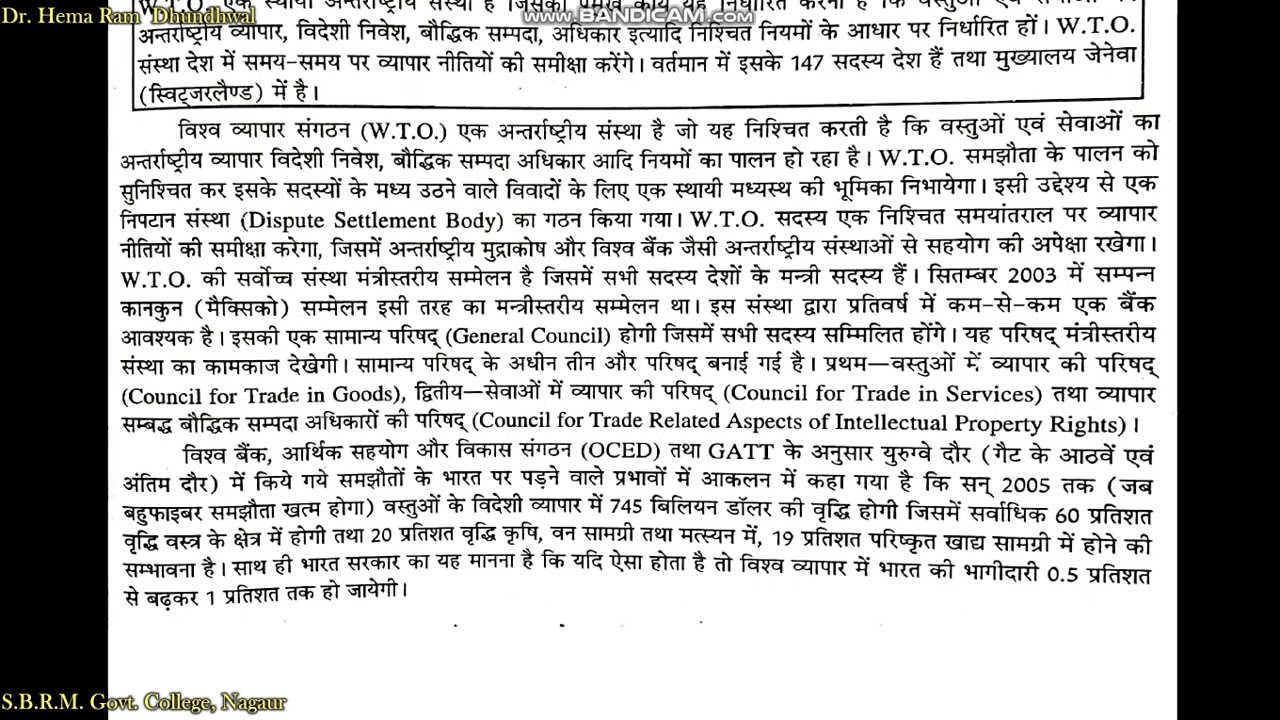 Dr. Hema Ram Dhundhwal
WWW.BANDICAM.COM
W.T.O. एक स्थायी अन्तर्राष्ट्रीय संस्था है जिसका प्रमुख कार्य यह निर्धारित करना है कि वस्तुओं एवं
अन्तर्राष्ट्रीय व्यापार, विदेशी निवेश, बौद्धिक सम्पदा, अधिकार इत्यादि निश्चित नियमों के आधार पर निर्धारित हों। W.T.O.
संस्था देश में समय-समय पर व्यापार नीतियों की समीक्षा करेंगे। वर्तमान में इसके 147 सदस्य देश हैं तथा मुख्यालय जेनेवा
(स्विट्जरलैण्ड) में है।
विश्व व्यापार संगठन (W.T.O.) एक अन्तर्राष्ट्रीय संस्था है जो यह निश्चित करती है कि वस्तुओं एवं सेवाओं का
अन्तर्राष्ट्रीय व्यापार विदेशी निवेश, बौद्धिक सम्पदा अधिकार आदि नियमों का पालन हो रहा है। W.T.O. समझौता के पालन को
सुनिश्चित कर इसके सदस्यों के मध्य उठने वाले विवादों के लिए एक स्थायी मध्यस्थ की भूमिका निभायेगा। इसी उद्देश्य से एक
निपटान संस्था (Dispute Settlement Body) का गठन किया गया। W.T.O. सदस्य एक निश्चित समयांतराल पर व्यापार
नीतियों की समीक्षा करेगा, जिसमें अन्तर्राष्ट्रीय मुद्राकोष और विश्व बैंक जैसी अन्तर्राष्ट्रीय संस्थाओं से सहयोग की अपेक्षा रखेगा।
W.T.O. की सर्वोच्च संस्था मंत्रीस्तरीय सम्मेलन है जिसमें सभी सदस्य देशों के मन्त्री सदस्य हैं। सितम्बर 2003 में सम्पन्न
कानकुन (मैक्सिको) सम्मेलन इसी तरह का मन्त्रीस्तरीय सम्मेलन था। इस संस्था द्वारा प्रतिवर्ष में कम-से-कम एक बैंक
आवश्यक है। इसकी एक सामान्य परिषद् (General Council) होगी जिसमें सभी सदस्य सम्मिलित होंगे। यह परिषद् मंत्रीस्तरीय
संस्था का कामकाज देखेगी। सामान्य परिषद् के अधीन तीन और परिषद् बनाई गई है। प्रथम—वस्तुओं में व्यापार की परिषद्
(Council for Trade in Goods), द्वितीय—सेवाओं में व्यापार की परिषद् (Council for Trade in Services) तथा व्यापार
सम्बद्ध बौद्धिक सम्पदा अधिकारों की परिषद् (Council for Trade Related Aspects of Intellectual Property Rights)।
विश्व बैंक, आर्थिक सहयोग और विकास संगठन (OCED) तथा GATT के अनुसार युरुग्वे दौर (गैट के आठवें एवं
अंतिम दौर) में किये गये समझौतों के भारत पर पड़ने वाले प्रभावों में आकलन में कहा गया है कि सन् 2005 तक (जब
बहुफाइबर समझौता खत्म होगा) वस्तुओं के विदेशी व्यापार में 745 बिलियन डॉलर की वृद्धि होगी जिसमें सर्वाधिक 60 प्रतिशत
वृद्धि वस्त्र के क्षेत्र में होगी तथा 20 प्रतिशत वृद्धि कृषि, वन सामग्री तथा मत्स्यन में, 19 प्रतिशत परिष्कृत खाद्य सामग्री में होने की
सम्भावना है। साथ ही भारत सरकार का यह मानना है कि यदि ऐसा होता है तो विश्व व्यापार में भारत की भागीदारी 0.5 प्रतिशत
से बढ़कर 1 प्रतिशत तक हो जायेगी।
S.B.R.M. Govt. College, Nagaur